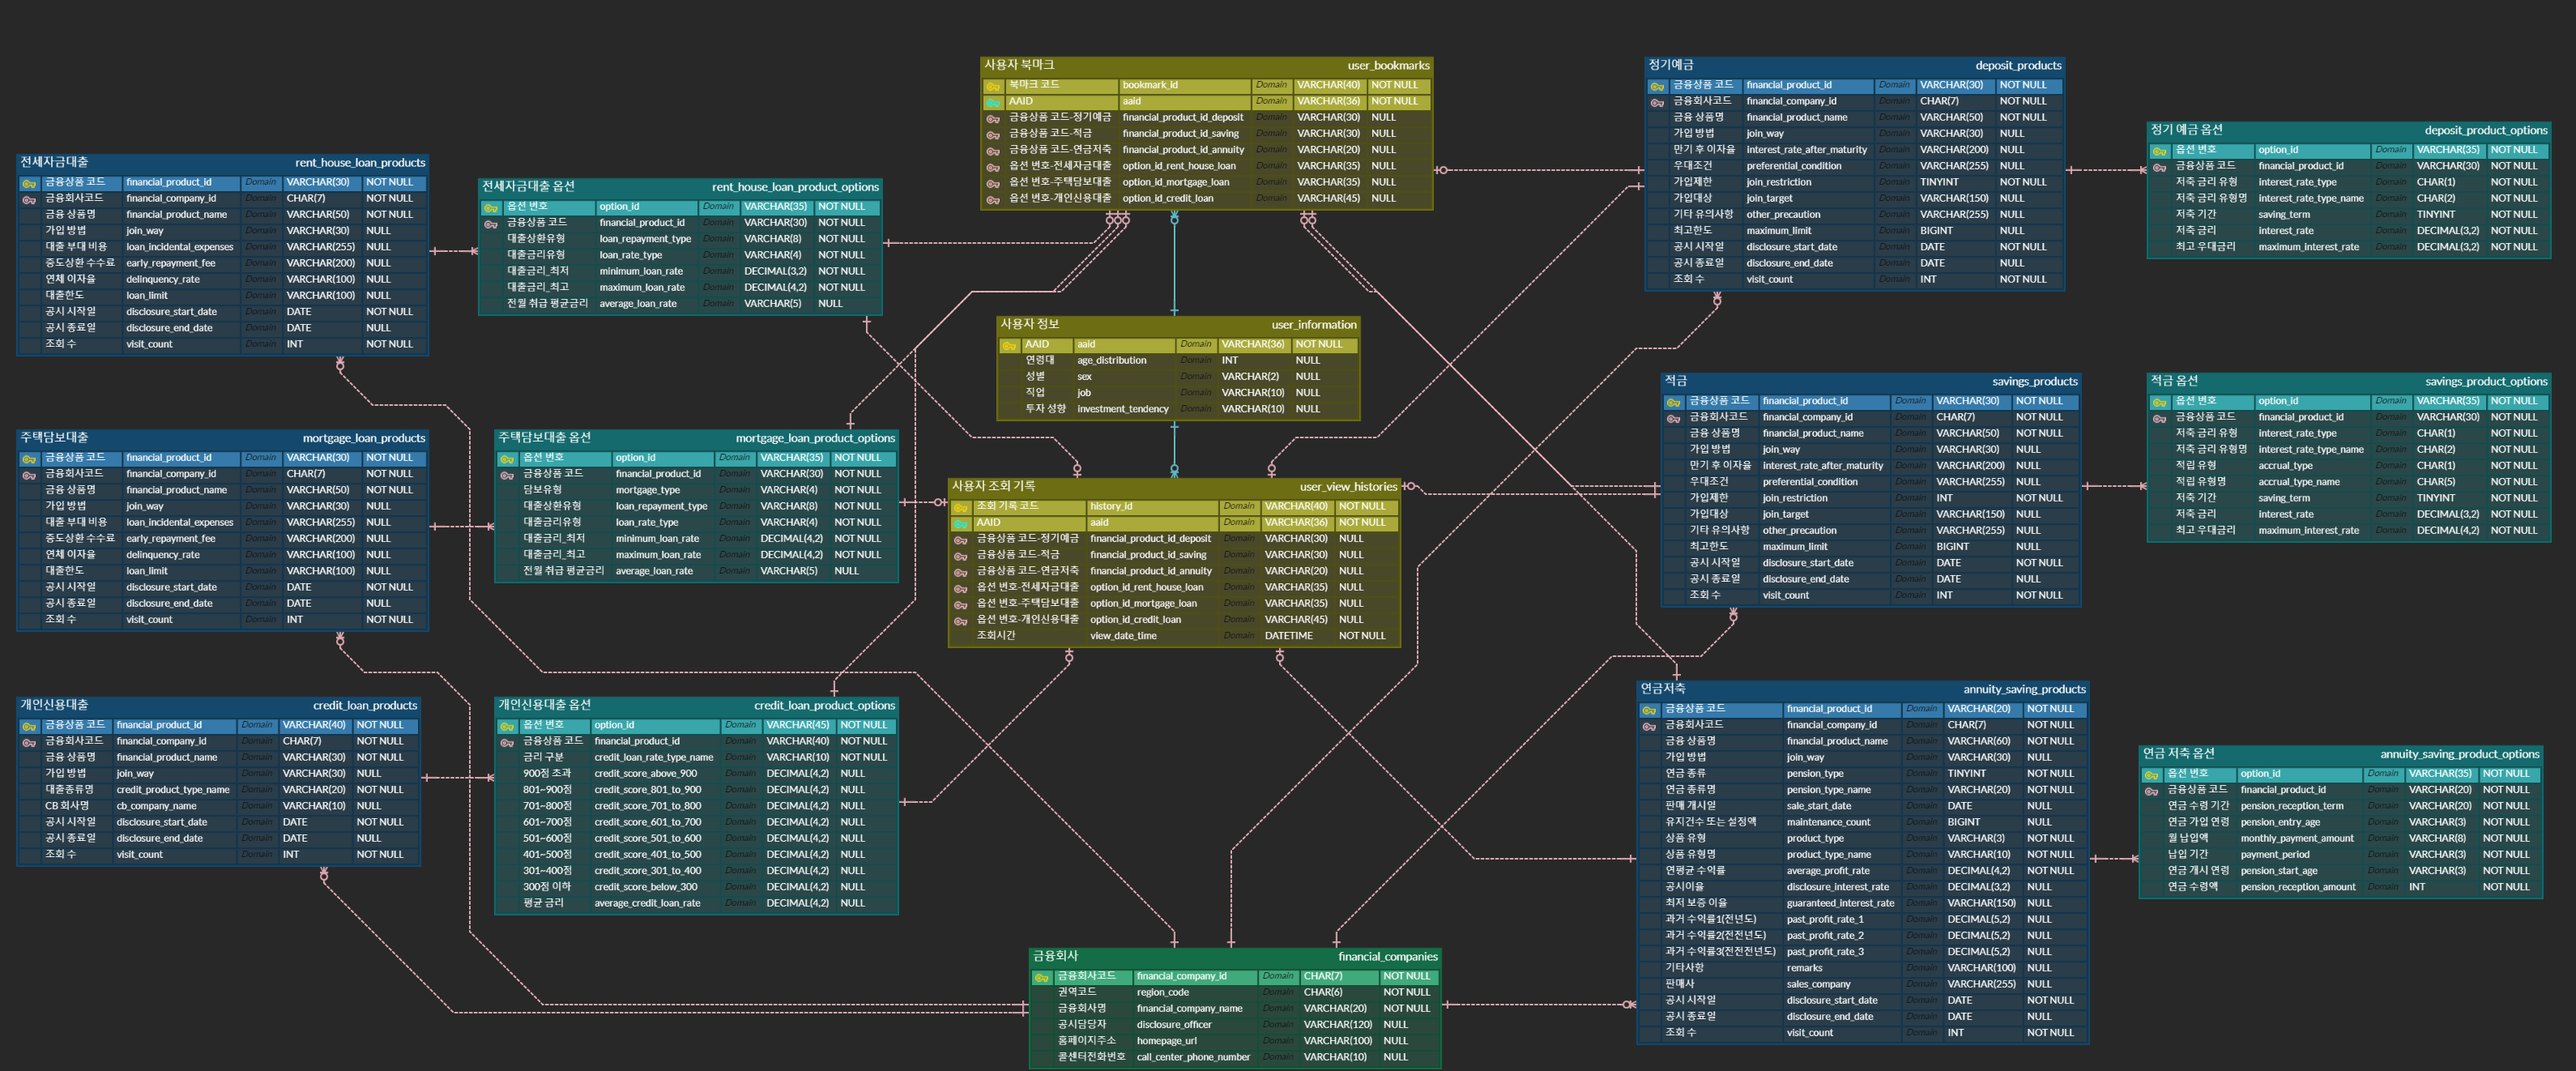 사용자 북마크 user_bookmarks
북마크 코드 bookmark_id Domain VARCHAR(40) NOT NULL
AAID aaid Domain VARCHAR(36) NOT NULL
금융상품 코드-정기예금 financial_product_id_deposit Domain VARCHAR(30) NULL
금융상품 코드-적금 financial_product_id_saving Domain VARCHAR(30) NULL
금융상품 코드-연금저축 financial_product_id_annuity Domain VARCHAR(20) NULL
옵션 번호-전세자금대출 option_id_rent_house_loan Domain VARCHAR(35) NULL
옵션 번호-주택담보대출 option_id_mortgage_loan Domain VARCHAR(35) NULL
옵션 번호-개인신용대출 option_id_credit_loan Domain VARCHAR(45) NULL
정기예금 deposit_products
금융상품 코드 financial_product_id Domain VARCHAR(30) NOT NULL
금융회사코드 financial_company_id Domain CHAR(7) NOT NULL
금융 상품명 financial_product_name Domain VARCHAR(50) NOT NULL
가입 방법 join_way Domain VARCHAR(30) NULL
만기 후 이자율 interest_rate_after_maturity Domain VARCHAR(200) NULL
우대조건 preferential_condition Domain VARCHAR(255) NULL
가입제한 join_restriction Domain TINYINT NOT NULL
가입대상 join_target Domain VARCHAR(150) NULL
기타 유의사항 other_precaution Domain VARCHAR(255) NULL
최고한도 maximum_limit Domain BIGINT NULL
공시 시작일 disclosure_start_date Domain DATE NOT NULL
공시 종료일 disclosure_end_date Domain DATE NULL
조회 수 visit_count Domain INT NOT NULL
정기 예금 옵션 deposit_product_options
옵션 번호 option_id Domain VARCHAR(35) NOT NULL
금융상품 코드 financial_product_id Domain VARCHAR(30) NOT NULL
저축 금리 유형 interest_rate_type Domain CHAR(1) NOT NULL
저축 금리 유형명 interest_rate_type_name Domain CHAR(2) NOT NULL
저축 기간 saving_term Domain TINYINT NOT NULL
저축 금리 interest_rate Domain DECIMAL(3,2) NOT NULL
최고 우대금리 maximum_interest_rate Domain DECIMAL(3,2) NOT NULL
전세자금대출 rent_house_loan_products
금융상품 코드 financial_product_id Domain VARCHAR(30) NOT NULL
금융회사코드 financial_company_id Domain CHAR(7) NOT NULL
금융 상품명 financial_product_name Domain VARCHAR(50) NOT NULL
가입 방법 join_way Domain VARCHAR(30) NULL
대출 부대 비용 loan_incidental_expenses Domain VARCHAR(255) NULL
중도상환 수수료 early_repayment_fee Domain VARCHAR(200) NULL
연체 이자율 delinquency_rate Domain VARCHAR(100) NULL
대출한도 loan_limit Domain VARCHAR(100) NULL
공시 시작일 disclosure_start_date Domain DATE NOT NULL
공시 종료일 disclosure_end_date Domain DATE NULL
조회 수 visit_count Domain INT NOT NULL
전세자금대출 옵션 rent_house_loan_product_options
옵션 번호 option_id Domain VARCHAR(35) NOT NULL
금융상품 코드 financial_product_id Domain VARCHAR(30) NOT NULL
대출상환유형 loan_repayment_type Domain VARCHAR(8) NOT NULL
대출금리유형 loan_rate_type Domain VARCHAR(4) NOT NULL
대출금리_최저 minimum_loan_rate Domain DECIMAL(3,2) NOT NULL
대출금리_최고 maximum_loan_rate Domain DECIMAL(4,2) NOT NULL
전월 취급 평균금리 average_loan_rate Domain VARCHAR(5) NULL
사용자 정보 user_information
AAID aaid Domain VARCHAR(36) NOT NULL
연령대 age_distribution Domain INT NULL
성별 sex Domain VARCHAR(2) NULL
직업 job Domain VARCHAR(10) NULL
투자 성향 investment_tendency Domain VARCHAR(10) NULL
적금 savings_products
금융상품 코드 financial_product_id Domain VARCHAR(30) NOT NULL
금융회사코드 financial_company_id Domain CHAR(7) NOT NULL
금융 상품명 financial_product_name Domain VARCHAR(50) NOT NULL
가입 방법 join_way Domain VARCHAR(30) NULL
만기 후 이자율 interest_rate_after_maturity Domain VARCHAR(200) NULL
우대조건 preferential_condition Domain VARCHAR(255) NULL
가입제한 join_restriction Domain INT NOT NULL
가입대상 join_target Domain VARCHAR(150) NULL
기타 유의사항 other_precaution Domain VARCHAR(255) NULL
최고한도 maximum_limit Domain BIGINT NULL
공시 시작일 disclosure_start_date Domain DATE NOT NULL
공시 종료일 disclosure_end_date Domain DATE NULL
조회 수 visit_count Domain INT NOT NULL
적금 옵션 savings_product_options
옵션 번호 option_id Domain VARCHAR(35) NOT NULL
금융상품 코드 financial_product_id Domain VARCHAR(30) NOT NULL
저축 금리 유형 interest_rate_type Domain CHAR(1) NOT NULL
저축 금리 유형명 interest_rate_type_name Domain CHAR(2) NOT NULL
적립 유형 accrual_type Domain CHAR(1) NOT NULL
적립 유형명 accrual_type_name Domain CHAR(5) NOT NULL
저축 기간 saving_term Domain TINYINT NOT NULL
저축 금리 interest_rate Domain DECIMAL(3,2) NOT NULL
최고 우대금리 maximum_interest_rate Domain DECIMAL(4,2) NOT NULL
주택담보대출 mortgage_loan_products
금융상품 코드 financial_product_id Domain VARCHAR(30) NOT NULL
금융회사코드 financial_company_id Domain CHAR(7) NOT NULL
금융 상품명 financial_product_name Domain VARCHAR(50) NOT NULL
가입 방법 join_way Domain VARCHAR(30) NULL
대출 부대 비용 loan_incidental_expenses Domain VARCHAR(255) NULL
중도상환 수수료 early_repayment_fee Domain VARCHAR(200) NULL
연체 이자율 delinquency_rate Domain VARCHAR(100) NULL
대출한도 loan_limit Domain VARCHAR(100) NULL
공시 시작일 disclosure_start_date Domain DATE NOT NULL
공시 종료일 disclosure_end_date Domain DATE NULL
조회 수 visit_count Domain INT NOT NULL
주택담보대출 옵션 mortgage_loan_product_options
옵션 번호 option_id Domain VARCHAR(35) NOT NULL
금융상품 코드 financial_product_id Domain VARCHAR(30) NOT NULL
담보유형 mortgage_type Domain VARCHAR(4) NOT NULL
대출상환유형 loan_repayment_type Domain VARCHAR(8) NOT NULL
대출금리유형 loan_rate_type Domain VARCHAR(4) NOT NULL
대출금리_최저 minimum_loan_rate Domain DECIMAL(4,2) NOT NULL
대출금리_최고 maximum_loan_rate Domain DECIMAL(4,2) NOT NULL
전월 취급 평균금리 average_loan_rate Domain VARCHAR(5) NULL
사용자 조회 기록 user_view_histories
조회 기록 코드 history_id Domain VARCHAR(40) NOT NULL
AAID aaid Domain VARCHAR(36) NOT NULL
금융상품 코드-정기예금 financial_product_id_deposit Domain VARCHAR(30) NULL
금융상품 코드-적금 financial_product_id_saving Domain VARCHAR(30) NULL
금융상품 코드-연금저축 financial_product_id_annuity Domain VARCHAR(20) NULL
옵션 번호-전세자금대출 option_id_rent_house_loan Domain VARCHAR(35) NULL
옵션 번호-주택담보대출 option_id_mortgage_loan Domain VARCHAR(35) NULL
옵션 번호-개인신용대출 option_id_credit_loan Domain VARCHAR(45) NULL
조회시간 view_date_time Domain DATETIME NOT NULL
개인신용대출 credit_loan_products
금융상품 코드 financial_product_id Domain VARCHAR(40) NOT NULL
금융회사코드 financial_company_id Domain CHAR(7) NOT NULL
금융 상품명 financial_product_name Domain VARCHAR(30) NOT NULL
가입 방법 join_way Domain VARCHAR(30) NULL
대출종류명 credit_product_type_name Domain VARCHAR(20) NOT NULL
CB 회사명 cb_company_name Domain VARCHAR(10) NULL
공시 시작일 disclosure_start_date Domain DATE NOT NULL
공시 종료일 disclosure_end_date Domain DATE NULL
조회 수 visit_count Domain INT NOT NULL
개인신용대출 옵션 credit_loan_product_options
옵션 번호 option_id Domain VARCHAR(45) NOT NULL
금융상품 코드 financial_product_id Domain VARCHAR(40) NOT NULL
금리 구분 credit_loan_rate_type_name Domain VARCHAR(10) NOT NULL
900점 초과 credit_score_above_900 Domain DECIMAL(4,2) NULL
801~900점 credit_score_801_to_900 Domain DECIMAL(4,2) NULL
701~800점 credit_score_701_to_800 Domain DECIMAL(4,2) NULL
601~700점 credit_score_601_to_700 Domain DECIMAL(4,2) NULL
501~600점 credit_score_501_to_600 Domain DECIMAL(4,2) NULL
401~500점 credit_score_401_to_500 Domain DECIMAL(4,2) NULL
301~400점 credit_score_301_to_400 Domain DECIMAL(4,2) NULL
300점 이하 credit_score_below_300 Domain DECIMAL(4,2) NULL
평균 금리 average_credit_loan_rate Domain DECIMAL(4,2) NULL
연금저축 annuity_saving_products
금융상품 코드 financial_product_id Domain VARCHAR(20) NOT NULL
금융회사코드 financial_company_id Domain CHAR(7) NOT NULL
금융 상품명 financial_product_name Domain VARCHAR(60) NOT NULL
가입 방법 join_way Domain VARCHAR(30) NULL
연금 종류 pension_type Domain TINYINT NOT NULL
연금 종류명 pension_type_name Domain VARCHAR(20) NOT NULL
판매 개시일 sale_start_date Domain DATE NULL
유지건수 또는 설정액 maintenance_count Domain BIGINT NULL
상품 유형 product_type Domain VARCHAR(3) NOT NULL
상품 유형명 product_type_name Domain VARCHAR(10) NOT NULL
연평균 수익률 average_profit_rate Domain DECIMAL(4,2) NOT NULL
공시이율 disclosure_interest_rate Domain DECIMAL(3,2) NULL
최저 보증 이율 guaranteed_interest_rate Domain VARCHAR(150) NULL
과거 수익률1(전년도) past_profit_rate_1 Domain DECIMAL(5,2) NULL
과거 수익률2(전전년도) past_profit_rate_2 Domain DECIMAL(5,2) NULL
과거 수익률3(전전전년도) past_profit_rate_3 Domain DECIMAL(5,2) NULL
기타사항 remarks Domain VARCHAR(100) NULL
판매사 sales_company Domain VARCHAR(255) NULL
공시 시작일 disclosure_start_date Domain DATE NOT NULL
공시 종료일 disclosure_end_date Domain DATE NULL
조회 수 visit_count Domain INT NOT NULL
연금 저축 옵션 annuity_saving_product_options
옵션 번호 option_id Domain VARCHAR(35) NOT NULL
금융상품 코드 financial_product_id Domain VARCHAR(20) NOT NULL
연금 수령 기간 pension_reception_term Domain VARCHAR(20) NOT NULL
연금 가입 연령 pension_entry_age Domain VARCHAR(3) NOT NULL
월 납입액 monthly_payment_amount Domain VARCHAR(8) NOT NULL
납입 기간 payment_period Domain VARCHAR(3) NOT NULL
연금 개시 연령 pension_start_age Domain VARCHAR(3) NOT NULL
연금 수령액 pension_reception_amount Domain INT NOT NULL
금융회사 financial_companies
금융회사코드 financial_company_id Domain CHAR(7) NOT NULL
권역코드 region_code Domain CHAR(6) NOT NULL
금융회사명 financial_company_name Domain VARCHAR(20) NOT NULL
공시담당자 disclosure_officer Domain VARCHAR(120) NULL
홈페이지주소 homepage_url Domain VARCHAR(100) NULL
콜센터전화번호 call_center_phone_number Domain VARCHAR(10) NULL